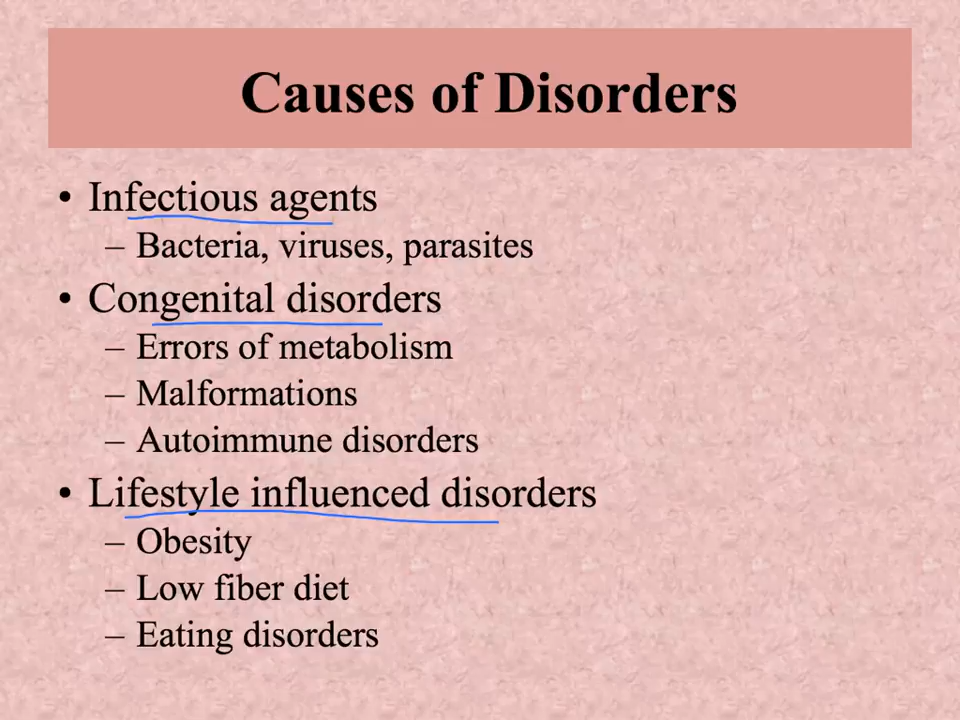 Causes of Disorders
• Infectious agents
– Bacteria, viruses, parasites
• Congenital disorders
– Errors of metabolism
– Malformations
– Autoimmune disorders
• Lifestyle influenced disorders
– Obesity
– Low fiber diet
– Eating disorders